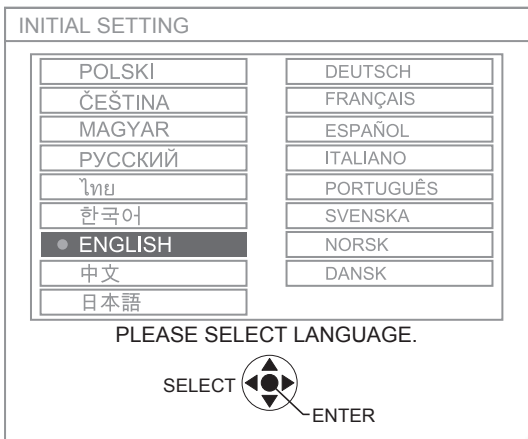 INITIAL SETTING
POLSKI
ČEŠTINA
MAGYAR
РУССКИЙ
ไทย
한국어
ENGLISH
中文
日本語
DEUTSCH
FRANÇAIS
ESPAÑOL
ITALIANO
PORTUGUÊS
SVENSKA
NORSK
DANSK
PLEASE SELECT LANGUAGE.
SELECT
ENTER